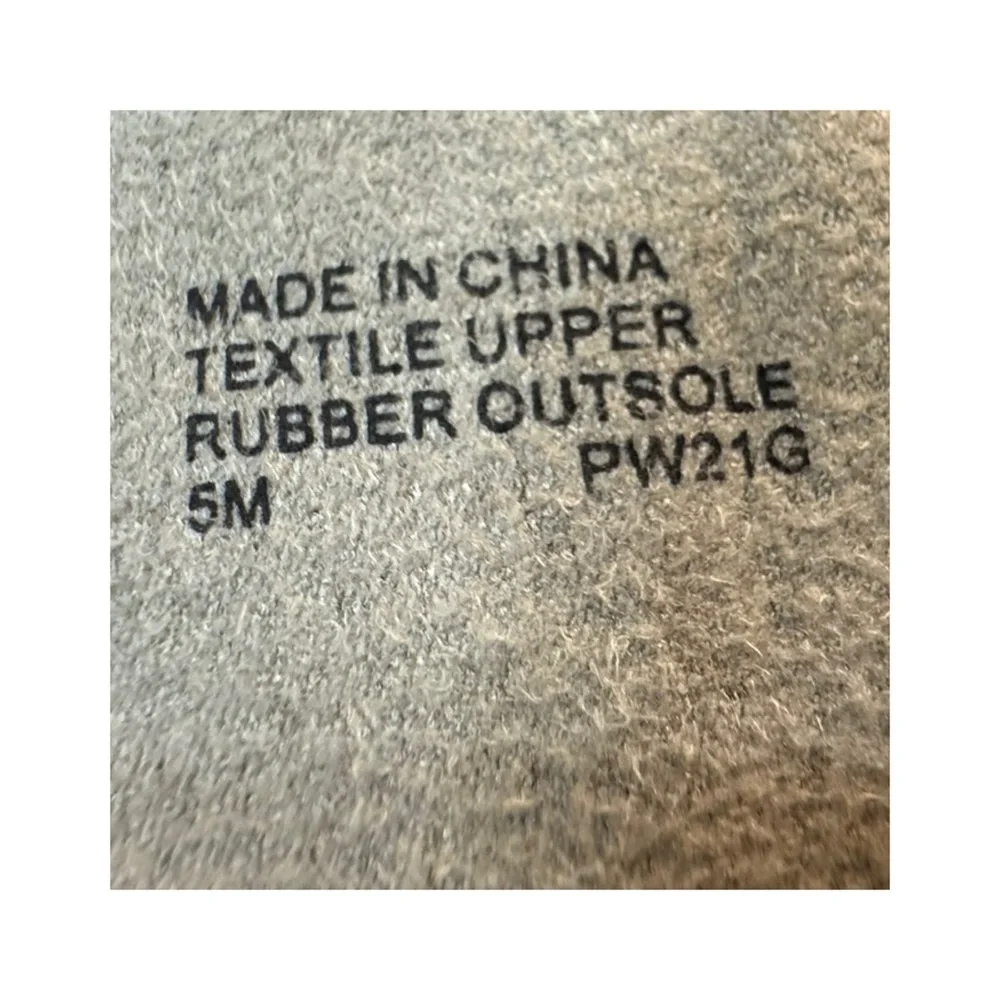 MADE IN CHINA
TEXTILE UPPER
RUBBER OUTSOLE
5M PW21G